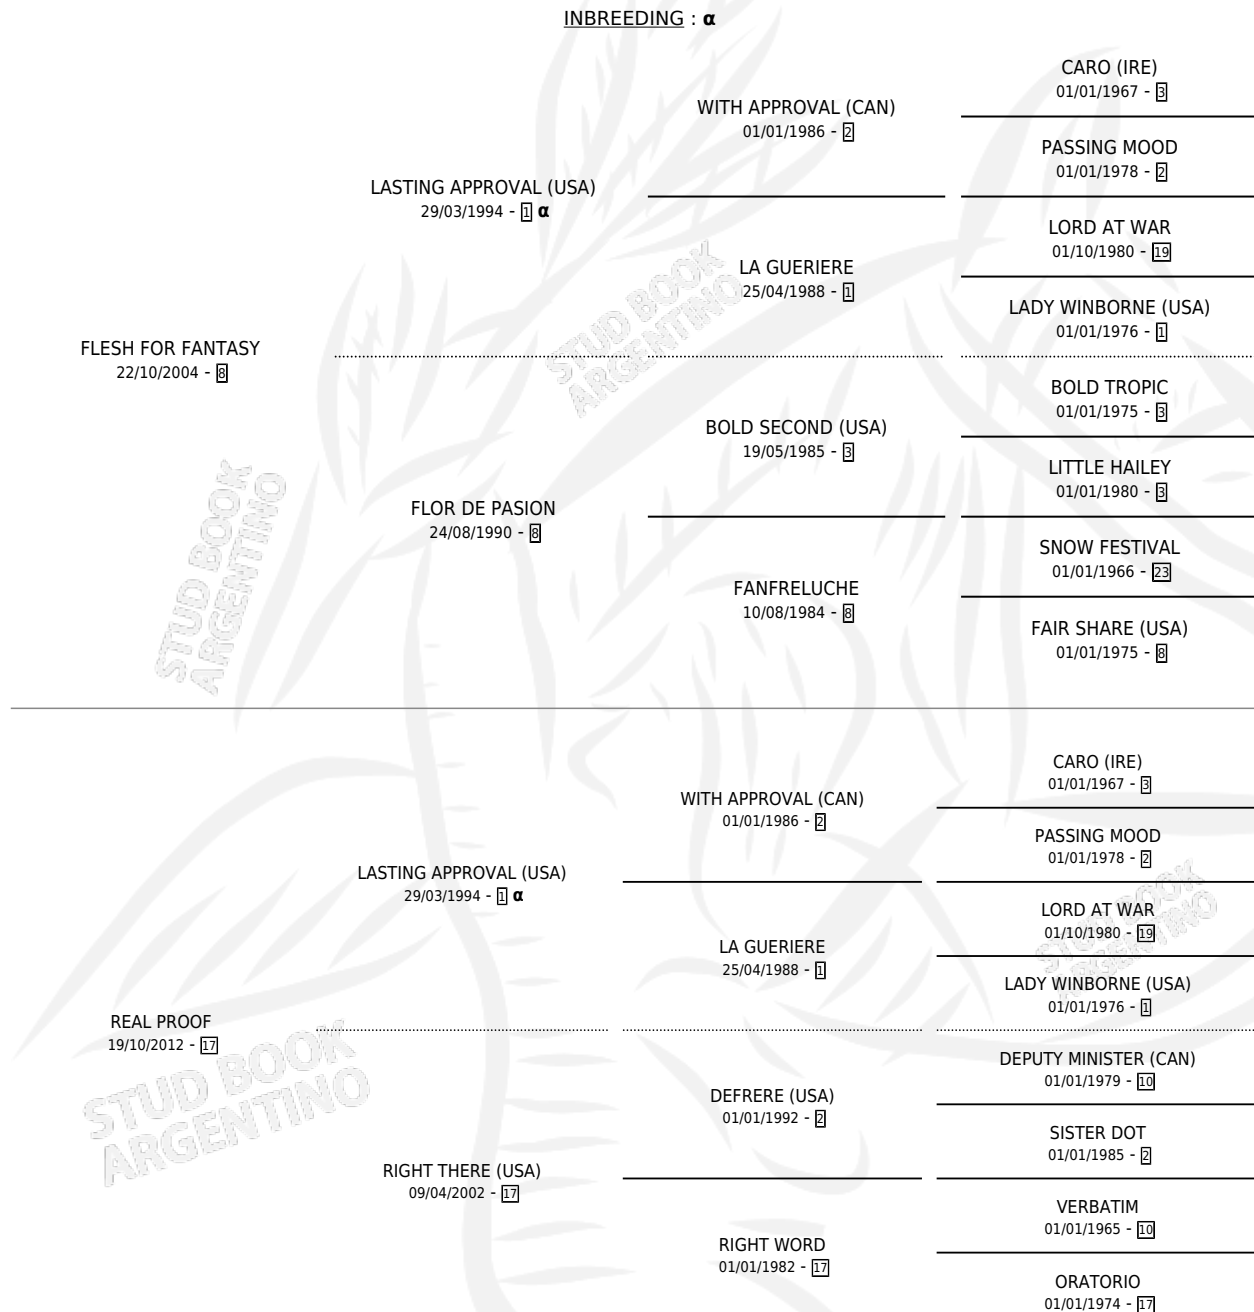 INBREEDING : α
CARO (IRE)
01/01/1967 - 3
WITH APPROVAL (CAN)
01/01/1986 - 2
PASSING MOOD
01/01/1978 - 2
LASTING APPROVAL (USA)
29/03/1994 - 1 α
LORD AT WAR
01/10/1980 - 19
LA GUERIERE
25/04/1988 - 1
LADY WINBORNE (USA)
01/01/1976 - 1
FLESH FOR FANTASY
22/10/2004 - 8
BOLD TROPIC
01/01/1975 - 3
BOLD SECOND (USA)
19/05/1985 - 3
LITTLE HAILEY
01/01/1980 - 3
FLOR DE PASION
24/08/1990 - 8
SNOW FESTIVAL
01/01/1966 - 23
FANFRELUCHE
10/08/1984 - 8
FAIR SHARE (USA)
01/01/1975 - 8
STUD BOOK
ARGENTINO
STUD BOOK
ARGENTINO
CARO (IRE)
01/01/1967 - 3
WITH APPROVAL (CAN)
01/01/1986 - 2
PASSING MOOD
01/01/1978 - 2
LASTING APPROVAL (USA)
29/03/1994 - 1 α
LORD AT WAR
01/10/1980 - 19
LA GUERIERE
25/04/1988 - 1
LADY WINBORNE (USA)
01/01/1976 - 1
REAL PROOF
19/10/2012 - 17
DEPUTY MINISTER (CAN)
01/01/1979 - 10
DEFRERE (USA)
01/01/1992 - 2
SISTER DOT
01/01/1985 - 2
RIGHT THERE (USA)
09/04/2002 - 17
VERBATIM
01/01/1965 - 10
RIGHT WORD
01/01/1982 - 17
ORATORIO
01/01/1974 - 17
STUD BOOK
ARGENTINO
STUD BOOK
ARGENTINO